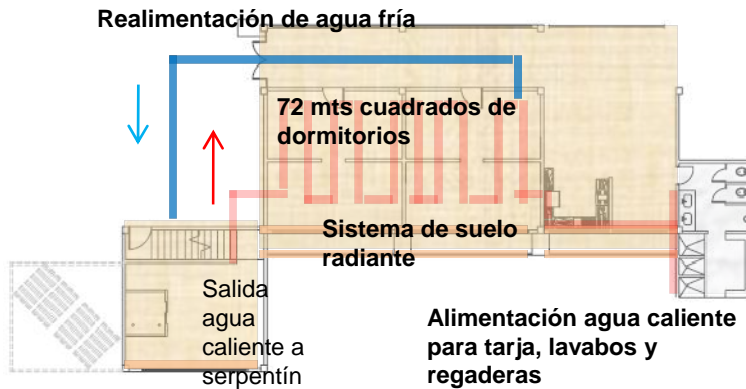 Realimentación de agua fría
72 mts cuadrados de
dormitorios
Sistema de suelo
radiante
Salida
agua
caliente a
serpentín
Alimentación agua caliente
para tarja, lavabos y
regaderas